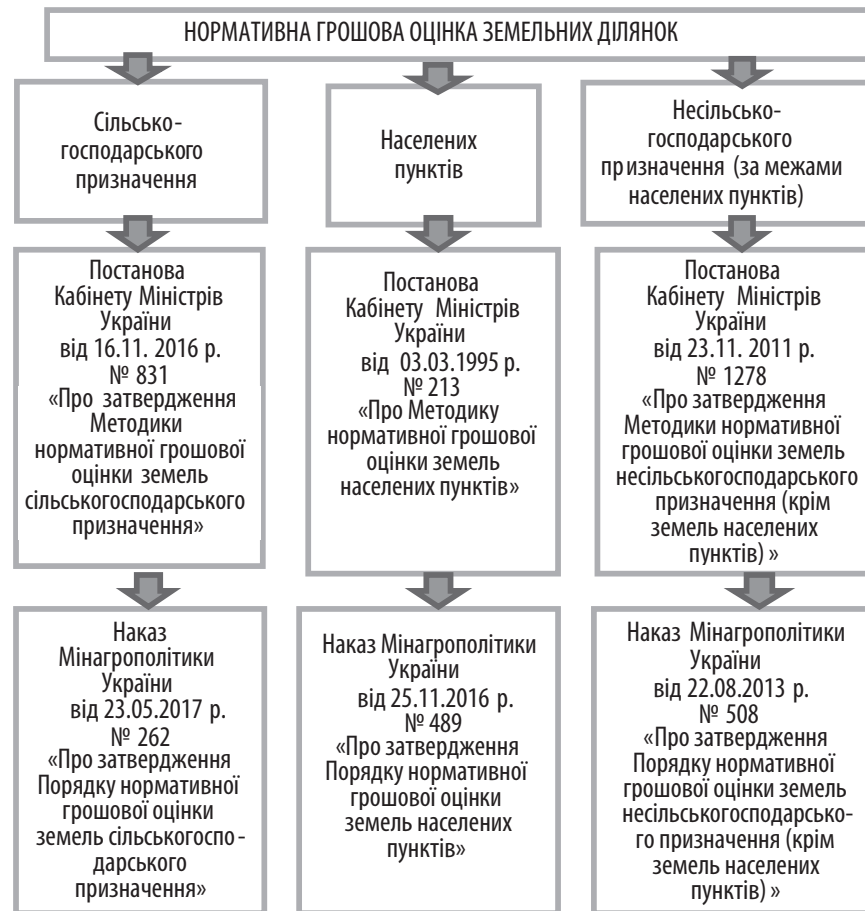 НОРМАТИВНА ГРОШОВА ОЦІНКА ЗЕМЕЛЬНИХ ДІЛЯНОК
Сільсько-
господарського
призначення
Населених
пунктів
Несільсько-
господарського
призначення (за межами
населених пунктів)
Постанова
Кабінету Міністрів
України
від 16.11. 2016 р.
№ 831
«Про затвердження
Методики
нормативної грошової
оцінки земель
сільськогосподарського
призначення»
Постанова
Кабінету Міністрів
України
від 03.03.1995 р.
№ 213
«Про Методику
нормативної грошової
оцінки земель
населених пунктів»
Постанова
Кабінету Міністрів
України
від 23.11. 2011 р.
№ 1278
«Про затвердження
Методики нормативної
грошової оцінки земель
несільськогосподарського
призначення (крім
земель населених
пунктів) »
Наказ
Мінагрополітики
України
від 23.05.2017 р.
№ 262
«Про затвердження
Порядку нормативної
грошової оцінки
земель сільськогоспо-
дарського
призначення»
Наказ Мінагрополітики
України
від 25.11.2016 р.
№ 489
«Про затвердження
Порядку нормативної
грошової оцінки
земель населених
пунктів»
Наказ Мінагрополітики
України
від 22.08.2013 р.
№ 508
«Про затвердження
Порядку нормативної
грошової оцінки земель
несільськогосподарсько-
го призначення (крім
земель населених
пунктів) »